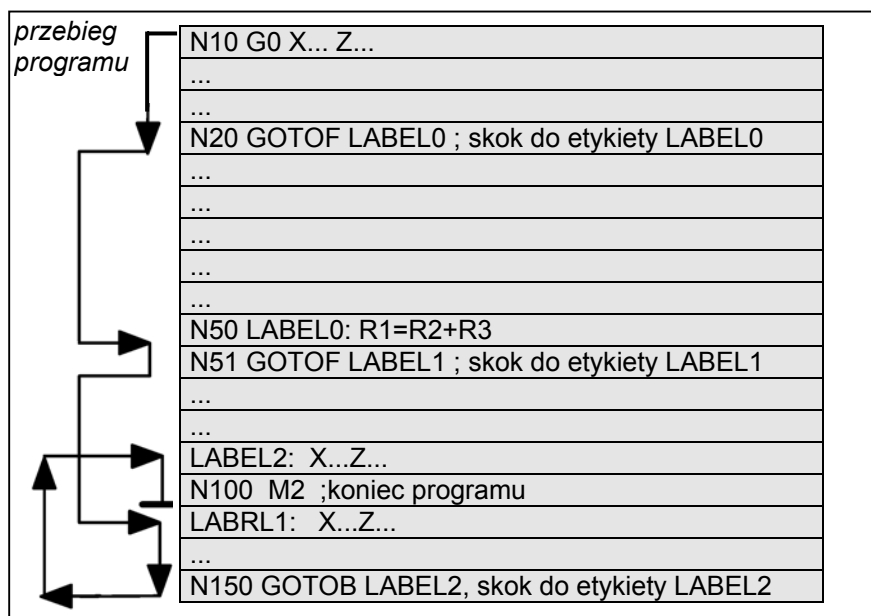 przebieg
programu
N10 G0 X... Z...
...
...
N20 GOTOF LABEL0 ; skok do etykiety LABEL0
...
...
...
...
...
N50 LABEL0: R1=R2+R3
N51 GOTOF LABEL1 ; skok do etykiety LABEL1
...
...
LABEL2:  X...Z...
N100  M2  ;koniec programu
LABRL1:   X...Z...
...
N150 GOTOB LABEL2, skok do etykiety LABEL2